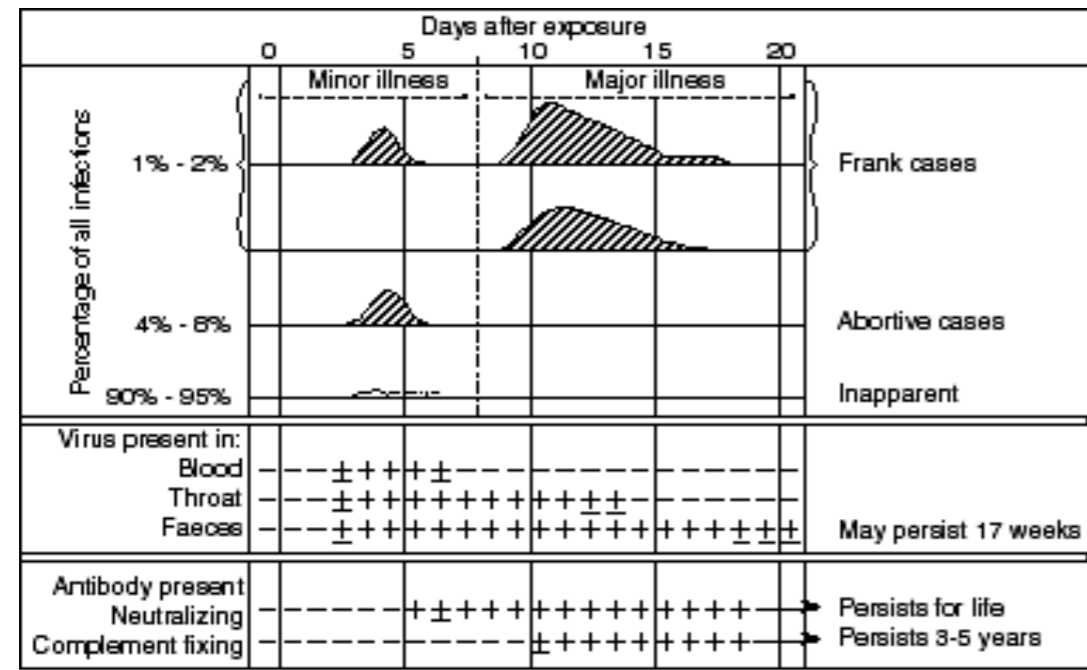 Days after exposure
0 5 10 15 20
Minor illness Major illness
Percentage of all infections
1% - 2% Frank cases
4% - 8% Abortive cases
90% - 95% Inapparent
Virus present in:
Blood - - - ± + + + ± - - - - - - - - - - - - - -
Throat - - - ± + + + + + + + + + ± ± - - - - - - -
Faeces - - - ± + + + + + + + + + + + + + + + ± ± ± May persist 17 weeks
Antibody present
Neutralizing - - - - - - + ± + + + + + + + + + + + + Persists for life
Complement fixing - - - - - - - - - - - ± + + + + + + + + Persists 3-5 years